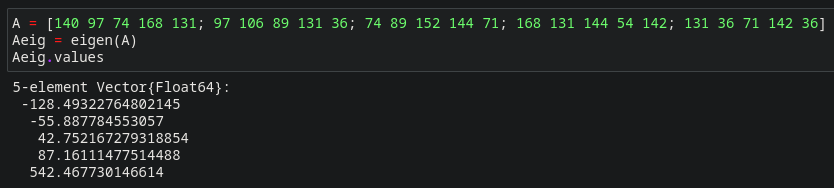 A = [140 97 74 168 131; 97 106 89 131 36; 74 89 152 144 71; 168 131 144 54 142; 131 36 71 142 36]
Aeig = eigen(A)
Aeig.values
5-element Vector{Float64}:
-128.49322764802145
-55.887784553057
42.752167279318854
87.16111477514488
542.467730146614